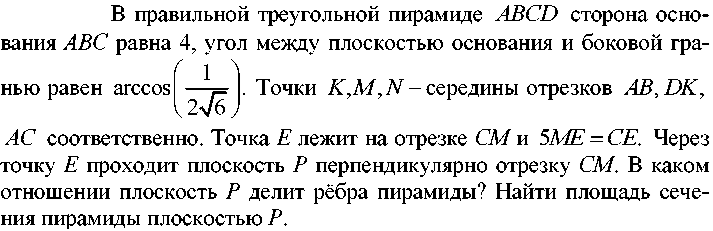 В правильной треугольной пирамиде ABCD сторона осно-
вания ABC равна 4, угол между плоскостью основания и боковой гра-
нью равен arccos(1/(2√6)). Точки K,M,N – середины отрезков AB, DK,
AC соответственно. Точка E лежит на отрезке CM и 5ME = CE. Через
точку E проходит плоскость P перпендикулярно отрезку CM. В каком
отношении плоскость P делит рёбра пирамиды? Найти площадь сече-
ния пирамиды плоскостью P.